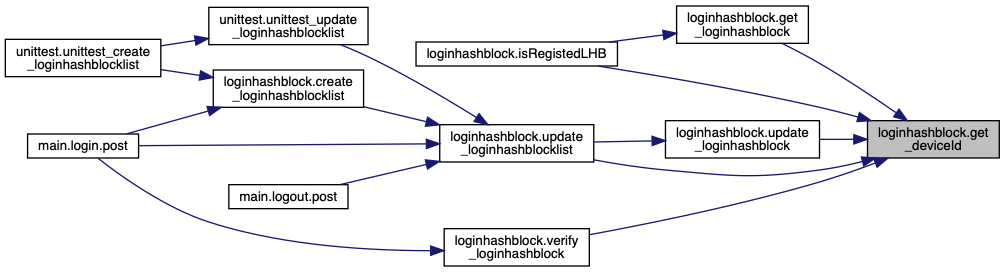 unittest.unittest_update
_loginhashblocklist
unittest.unittest_create
_loginhashblocklist
loginhashblock.create
_loginhashblocklist
main.login.post
main.logout.post
loginhashblock.update
_loginhashblocklist
loginhashblock.isRegistedLHB
loginhashblock.get
_loginhashblock
loginhashblock.update
_loginhashblock
loginhashblock.verify
_loginhashblock
loginhashblock.get
_deviceId